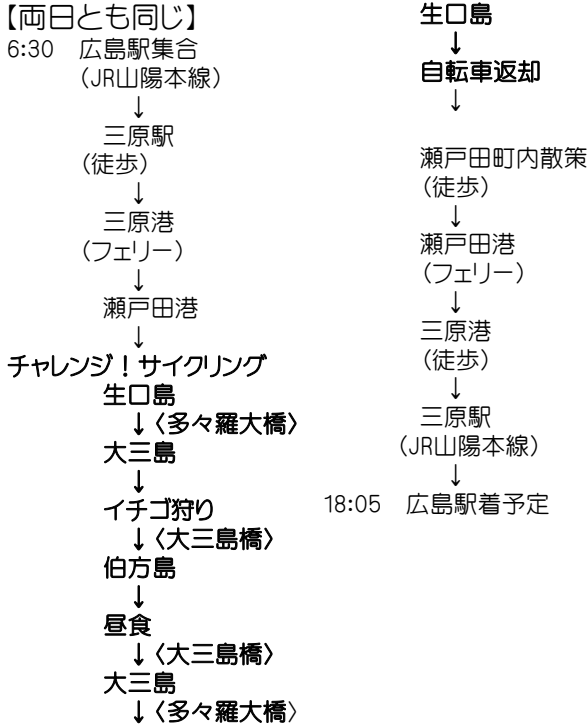 【両日とも同じ】
6:30 広島駅集合
(JR山陽本線)
↓
三原駅
(徒歩)
↓
三原港
(フェリー)
↓
瀬戸田港
↓
チャレンジ！サイクリング
生口島
↓〈多々羅大橋〉
大三島
↓
イチゴ狩り
↓〈大三島橋〉
伯方島
↓
昼食
↓〈大三島橋〉
大三島
↓〈多々羅大橋〉
生口島
↓
自転車返却
↓
瀬戸田町内散策
(徒歩)
↓
瀬戸田港
(フェリー)
↓
三原港
(徒歩)
↓
三原駅
(JR山陽本線)
↓
18:05 広島駅着予定